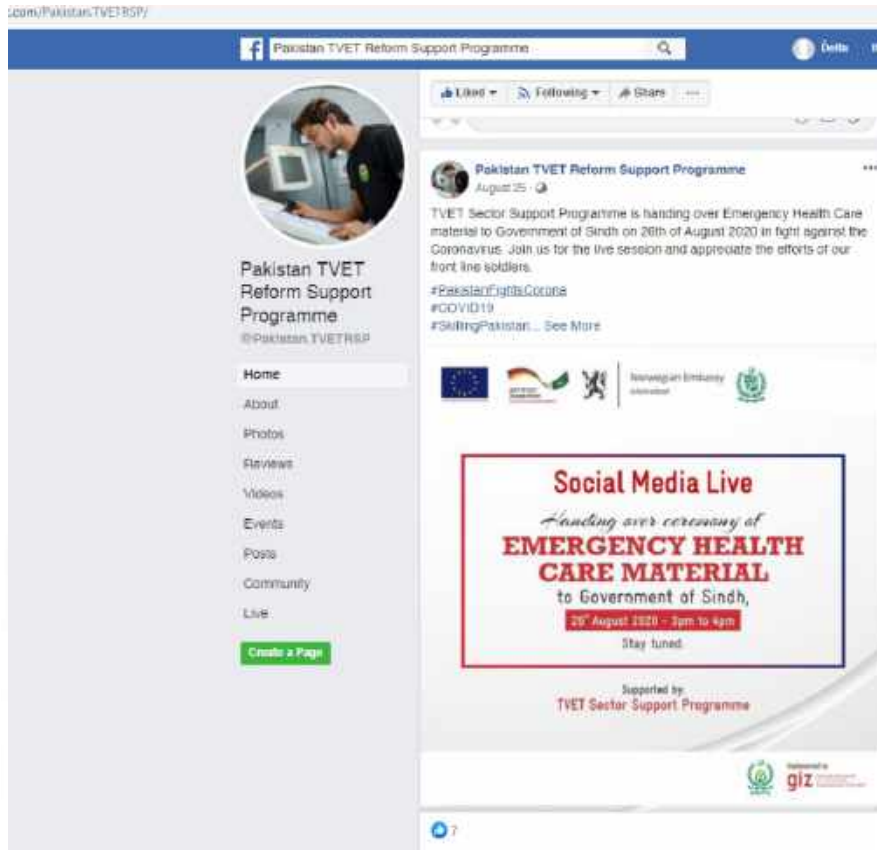 .com/Pakistan.TVETRSP/
Pakistan TVET Reform Support Programme
Liked
Following
Share
Pakistan TVET Reform Support Programme
August 25
TVET Sector Support Programme is handing over Emergency Health Care
material to Government of Sindh on 26th of August 2020 in fight against the
Coronavirus. Join us for the live session and appreciate the efforts of our
front line soldiers.
#PakistanFightsCorona
#COVID19
#SkillingPakistan... See More
Pakistan TVET
Reform Support
Programme
@Pakistan.TVETRSP
Home
About
Photos
Reviews
Videos
Events
Posts
Community
Live
Create a Page
Norwegian Embassy
Social Media Live
Handing over ceremony of
EMERGENCY HEALTH
CARE MATERIAL
to Government of Sindh,
August 2020 - 3pm to 4pm
Stay tuned.
Supported by
TVET Sector Support Programme
giz
7